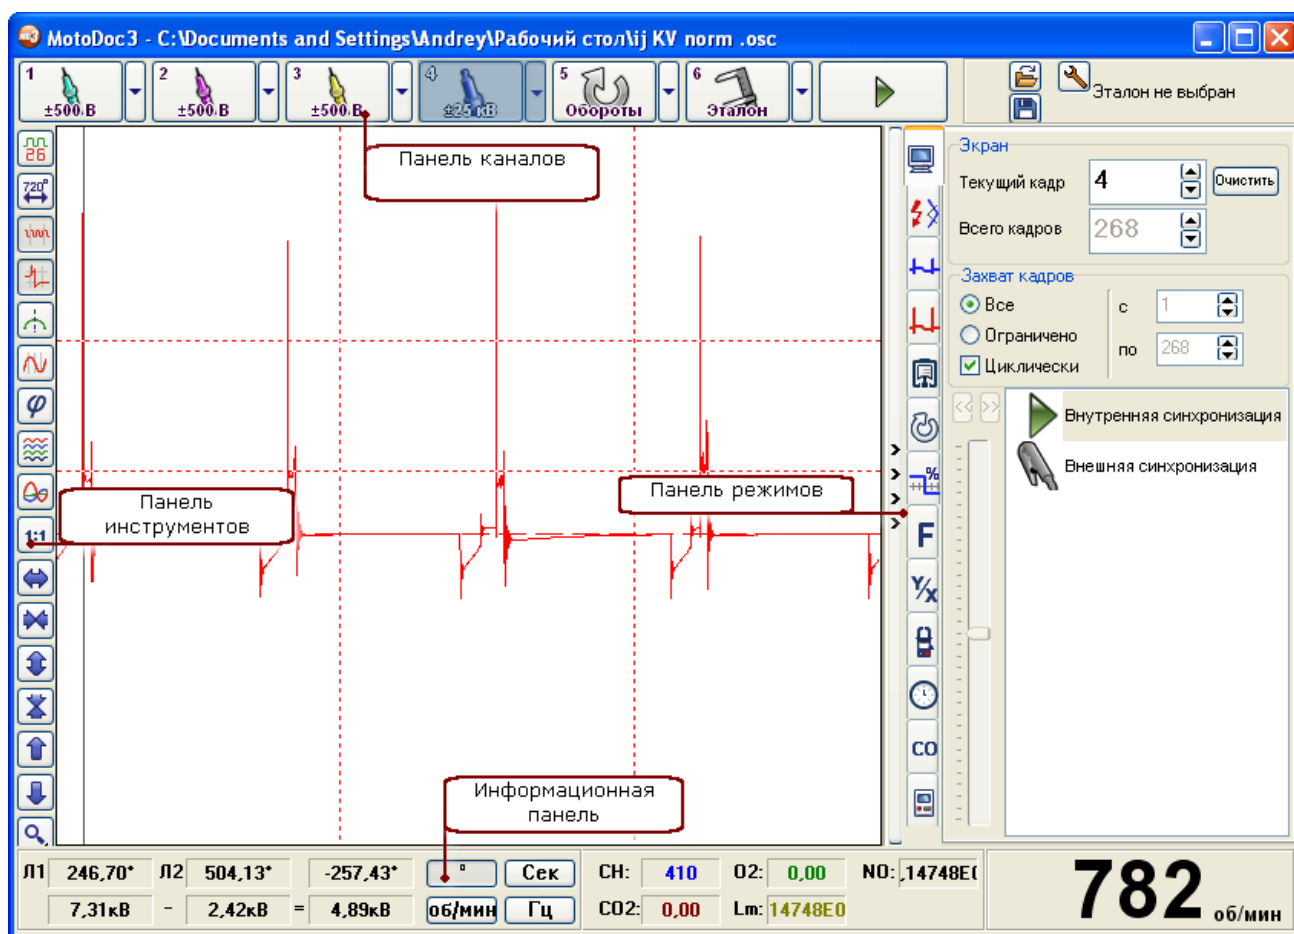 MotoDoc3 - C:\Documents and Settings\Andrey\Рабочий стол\ij KV norm .osc
1 ±500.В
2 ±500.В
3 ±500.В
4 ±25 кВ
5 Обороты
6 Эталон
Эталон не выбран
Панель каналов
Экран
Текущий кадр 4 Очистить
Всего кадров 268
Захват кадров
Все с 1
Ограничено
по 268
Циклически
<< >>
Внутренняя синхронизация
Внешняя синхронизация
26
720°
φ
1:1
Панель
инструментов
Панель режимов
%
F
Y/X
CO
Информационная
панель
Л1 246,70° Л2 504,13° -257,43° ° Сек
7,31кВ - 2,42кВ = 4,89кВ об/мин Гц
CH: 410 O2: 0,00 NO: ,14748E
CO2: 0,00 Lm: 14748E0
782 об/мин